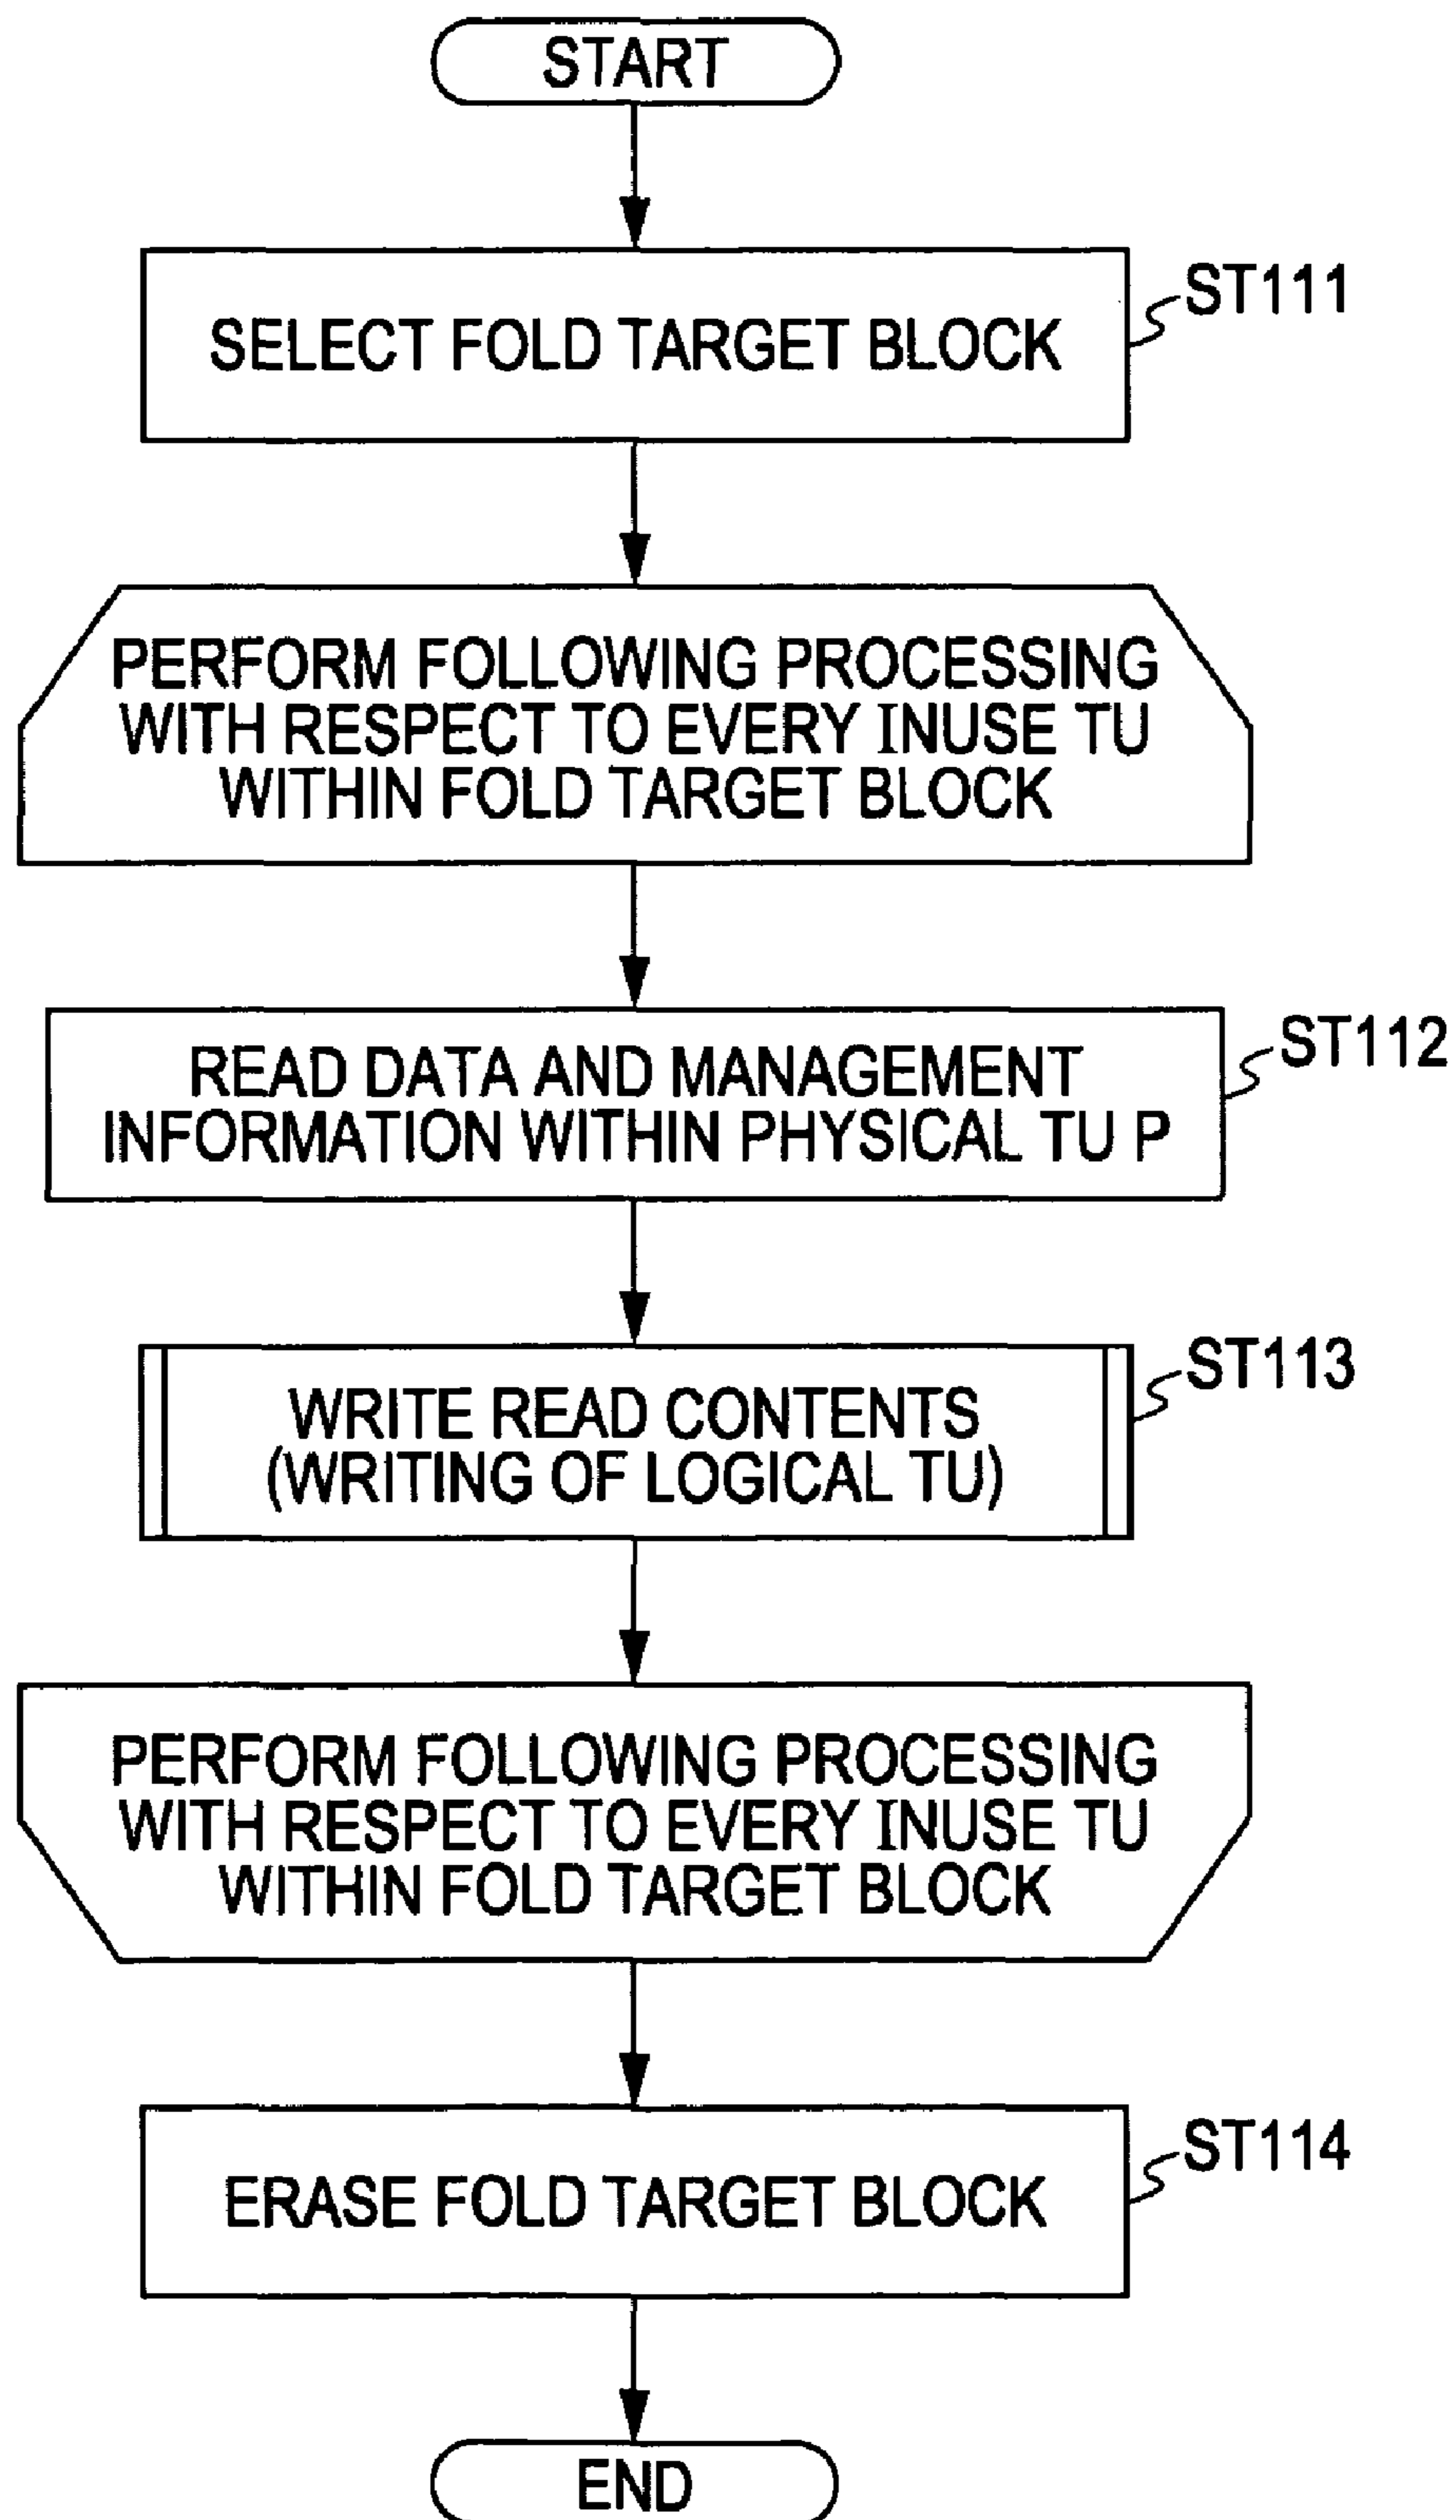 START
SELECT FOLD TARGET BLOCK
ST111
PERFORM FOLLOWING PROCESSING
WITH RESPECT TO EVERY INUSE TU
WITHIN FOLD TARGET BLOCK
READ DATA AND MANAGEMENT
INFORMATION WITHIN PHYSICAL TU P
ST112
WRITE READ CONTENTS
(WRITING OF LOGICAL TU)
ST113
PERFORM FOLLOWING PROCESSING
WITH RESPECT TO EVERY INUSE TU
WITHIN FOLD TARGET BLOCK
ERASE FOLD TARGET BLOCK
ST114
END